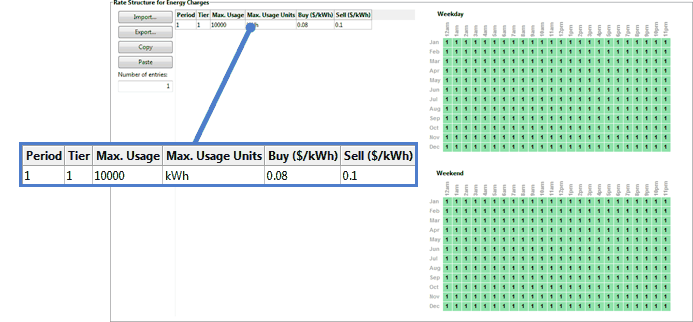 Rate Structure for Energy Charges
Import...
Export...
Copy
Paste
Number of entries:
1
Period Tier Max. Usage Max. Usage Units Buy ($/kWh) Sell ($/kWh)
1 1 10000 0.08 0.1
Period Tier Max. Usage Max. Usage Units Buy ($/kWh) Sell ($/kWh)
1 1 10000 kWh 0.08 0.1
Weekday
12am 1am 2am 3am 4am 5am 6am 7am 8am 9am 10am 11am 12pm 1pm 2pm 3pm 4pm 5pm 6pm 7pm 8pm 9pm 10pm 11pm
Jan 1 1 1 1 1 1 1 1 1 1 1 1 1 1 1 1 1 1 1 1 1 1 1 1
Feb 1 1 1 1 1 1 1 1 1 1 1 1 1 1 1 1 1 1 1 1 1 1 1 1
Mar 1 1 1 1 1 1 1 1 1 1 1 1 1 1 1 1 1 1 1 1 1 1 1 1
Apr 1 1 1 1 1 1 1 1 1 1 1 1 1 1 1 1 1 1 1 1 1 1 1 1
May 1 1 1 1 1 1 1 1 1 1 1 1 1 1 1 1 1 1 1 1 1 1 1 1
Jun 1 1 1 1 1 1 1 1 1 1 1 1 1 1 1 1 1 1 1 1 1 1 1 1
Jul 1 1 1 1 1 1 1 1 1 1 1 1 1 1 1 1 1 1 1 1 1 1 1 1
Aug 1 1 1 1 1 1 1 1 1 1 1 1 1 1 1 1 1 1 1 1 1 1 1 1
Sep 1 1 1 1 1 1 1 1 1 1 1 1 1 1 1 1 1 1 1 1 1 1 1 1
Oct 1 1 1 1 1 1 1 1 1 1 1 1 1 1 1 1 1 1 1 1 1 1 1 1
Nov 1 1 1 1 1 1 1 1 1 1 1 1 1 1 1 1 1 1 1 1 1 1 1 1
Dec 1 1 1 1 1 1 1 1 1 1 1 1 1 1 1 1 1 1 1 1 1 1 1 1
Weekend
12am 1am 2am 3am 4am 5am 6am 7am 8am 9am 10am 11am 12pm 1pm 2pm 3pm 4pm 5pm 6pm 7pm 8pm 9pm 10pm 11pm
Jan 1 1 1 1 1 1 1 1 1 1 1 1 1 1 1 1 1 1 1 1 1 1 1 1
Feb 1 1 1 1 1 1 1 1 1 1 1 1 1 1 1 1 1 1 1 1 1 1 1 1
Mar 1 1 1 1 1 1 1 1 1 1 1 1 1 1 1 1 1 1 1 1 1 1 1 1
Apr 1 1 1 1 1 1 1 1 1 1 1 1 1 1 1 1 1 1 1 1 1 1 1 1
May 1 1 1 1 1 1 1 1 1 1 1 1 1 1 1 1 1 1 1 1 1 1 1 1
Jun 1 1 1 1 1 1 1 1 1 1 1 1 1 1 1 1 1 1 1 1 1 1 1 1
Jul 1 1 1 1 1 1 1 1 1 1 1 1 1 1 1 1 1 1 1 1 1 1 1 1
Aug 1 1 1 1 1 1 1 1 1 1 1 1 1 1 1 1 1 1 1 1 1 1 1 1
Sep 1 1 1 1 1 1 1 1 1 1 1 1 1 1 1 1 1 1 1 1 1 1 1 1
Oct 1 1 1 1 1 1 1 1 1 1 1 1 1 1 1 1 1 1 1 1 1 1 1 1
Nov 1 1 1 1 1 1 1 1 1 1 1 1 1 1 1 1 1 1 1 1 1 1 1 1
Dec 1 1 1 1 1 1 1 1 1 1 1 1 1 1 1 1 1 1 1 1 1 1 1 1